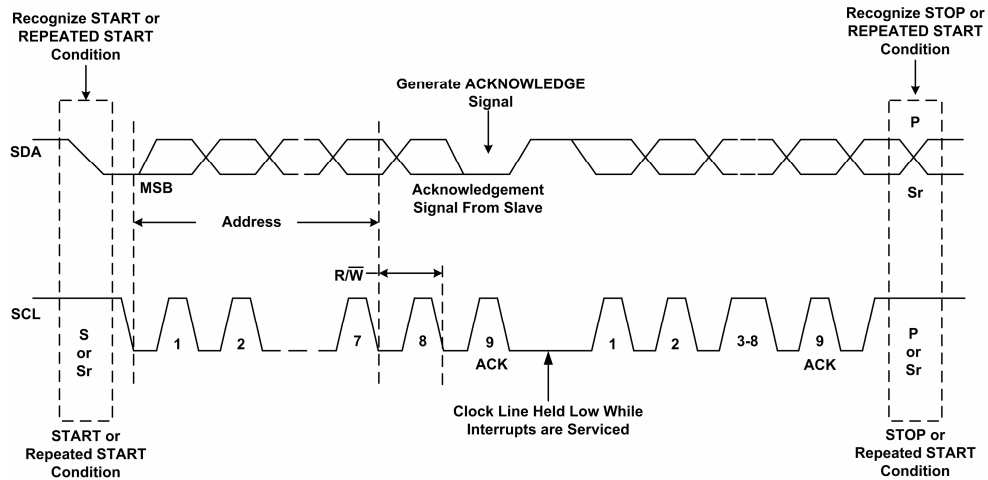 Recognize START or
REPEATED START
Condition
Recognize STOP or
REPEATED START
Condition
Generate ACKNOWLEDGE
Signal
P
SDA
MSB
Acknowledgement
Signal From Slave
Sr
Address
R/W̅
SCL
S
or
Sr
1
2
7
8
9
ACK
1
2
3-8
9
ACK
P
or
Sr
Clock Line Held Low While
Interrupts are Serviced
START or
Repeated START
Condition
STOP or
Repeated START
Condition